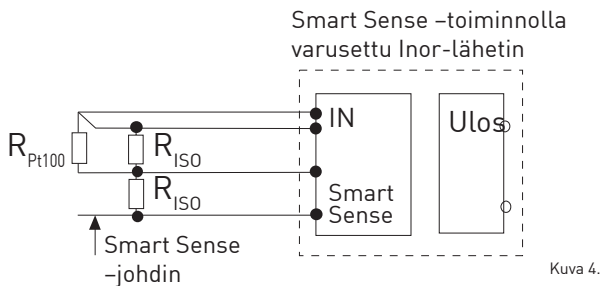 Smart Sense –toiminnolla
varusettu Inor-lähetin
IN
Ulos
R Pt100
R ISO
R ISO
Smart
Sense
Smart Sense
–johdin
Kuva 4.